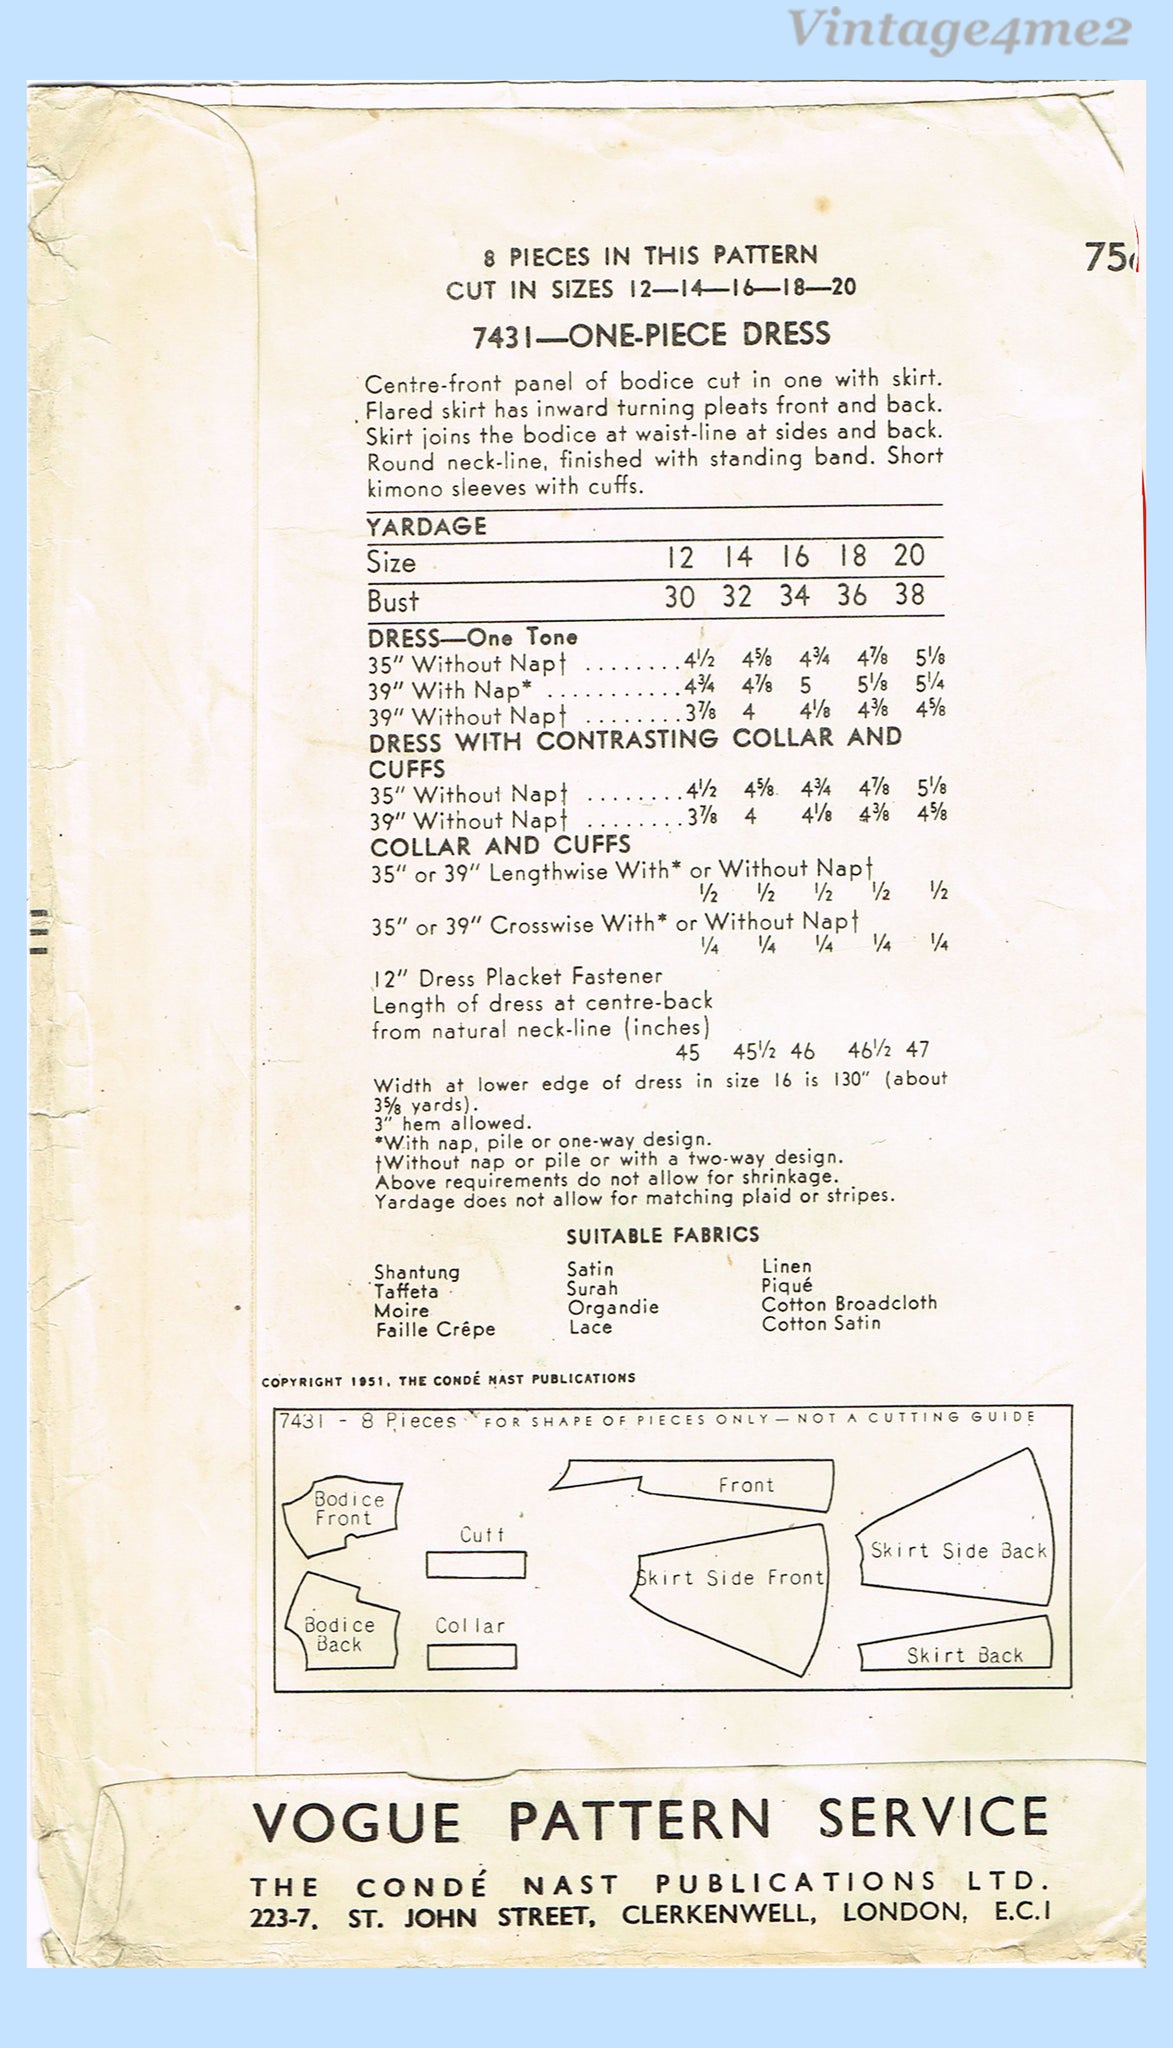 Vintage4me2
8 PIECES IN THIS PATTERN
75
CUT IN SIZES 12—14—16—18—20
7431—ONE-PIECE DRESS
Centre-front panel of bodice cut in one with skirt.
Flared skirt has inward turning pleats front and back.
Skirt joins the bodice at waist-line at sides and back.
Round neck-line, finished with standing band. Short
kimono sleeves with cuffs.
YARDAGE
Size 12 14 16 18 20
Bust 30 32 34 36 38
DRESS—One Tone
35" Without Nap† ........4½ 4⅝ 4¾ 4⅞ 5⅛
39" With Nap* ...........4¾ 4⅞ 5 5⅛ 5¼
39" Without Nap† ........3⅞ 4 4⅛ 4⅜ 4⅝
DRESS WITH CONTRASTING COLLAR AND
CUFFS
35" Without Nap† ........4½ 4⅝ 4¾ 4⅞ 5⅛
39" Without Nap† ........3⅞ 4 4⅛ 4⅜ 4⅝
COLLAR AND CUFFS
35" or 39" Lengthwise With* or Without Nap†
½ ½ ½ ½ ½
35" or 39" Crosswise With* or Without Nap†
¼ ¼ ¼ ¼ ¼
12" Dress Placket Fastener
Length of dress at centre-back
from natural neck-line (inches)
45 45½ 46 46½ 47
Width at lower edge of dress in size 16 is 130" (about
3⅝ yards).
3" hem allowed.
*With nap, pile or one-way design.
†Without nap or pile or with a two-way design.
Above requirements do not allow for shrinkage.
Yardage does not allow for matching plaid or stripes.
SUITABLE FABRICS
Shantung Satin Linen
Taffeta Surah Piqué
Moire Organdie Cotton Broadcloth
Faille Crêpe Lace Cotton Satin
COPYRIGHT 1951, THE CONDÉ NAST PUBLICATIONS
7431 - 8 Pieces FOR SHAPE OF PIECES ONLY — NOT A CUTTING GUIDE
Bodice
Front
Cuff
Front
Skirt Side Front
Skirt Side Back
Bodice
Back
Collar
Skirt Back
VOGUE PATTERN SERVICE
THE CONDÉ NAST PUBLICATIONS LTD.
223-7, ST. JOHN STREET, CLERKENWELL, LONDON, E.C.1